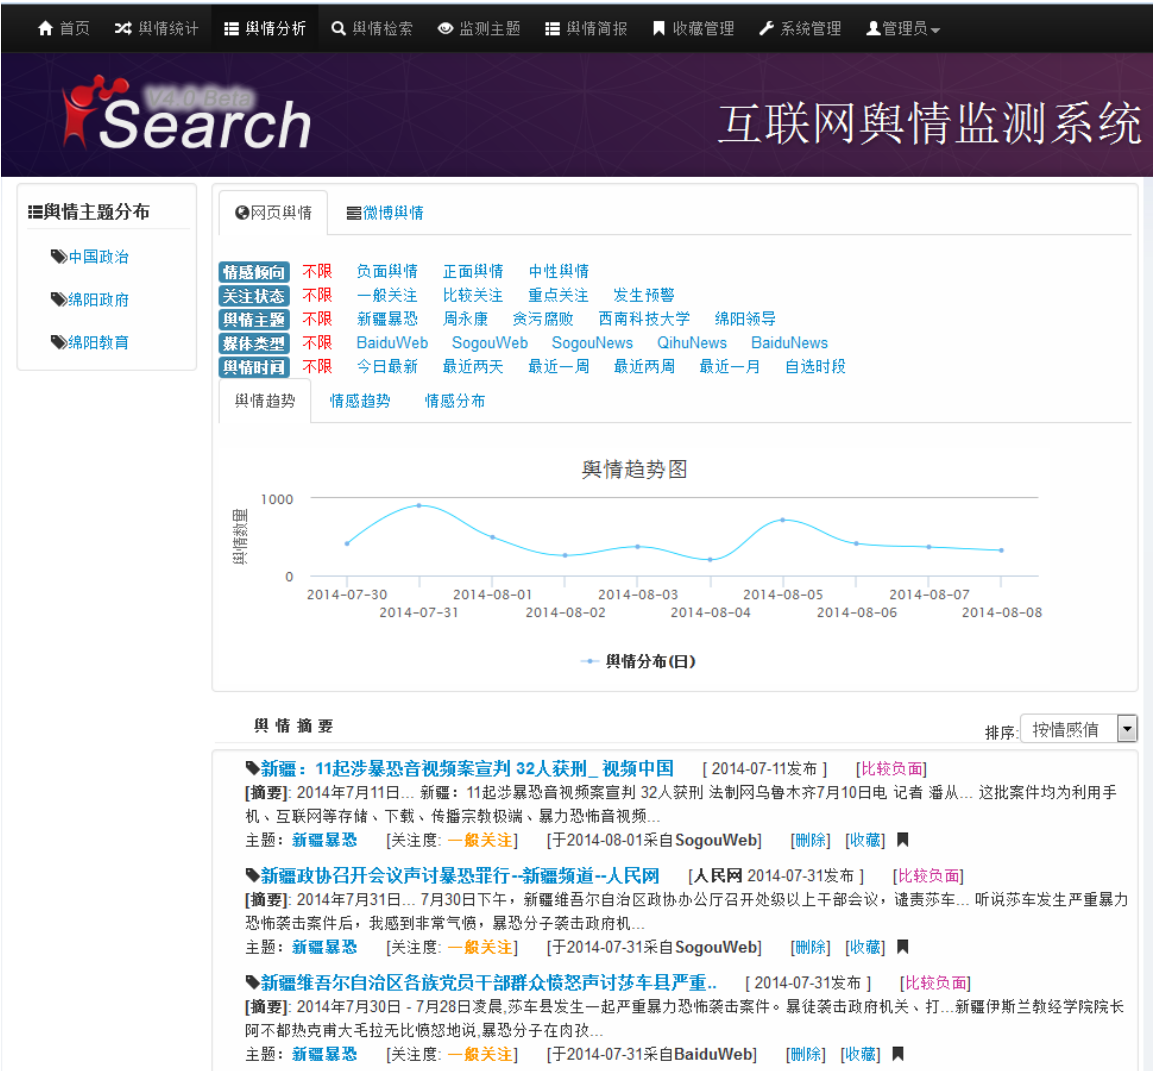 首页 舆情统计 舆情分析 舆情检索 监测主题 舆情简报 收藏管理 系统管理 管理员
V4.0 Beta
Search
互联网舆情监测系统
舆情主题分布
中国政治
绵阳政府
绵阳教育
网页舆情 微博舆情
情感倾向 不限 负面舆情 正面舆情 中性舆情
关注状态 不限 一般关注 比较关注 重点关注 发生预警
舆情主题 不限 新疆暴恐 周永康 贪污腐败 西南科技大学 绵阳领导
媒体类型 不限 BaiduWeb SogouWeb SogouNews QihuNews BaiduNews
舆情时间 不限 今日最新 最近两天 最近一周 最近两周 最近一月 自选时段
舆情趋势 情感趋势 情感分布
舆情趋势图
舆情数量
1000
0
2014-07-30 2014-08-01 2014-08-03 2014-08-05 2014-08-07
2014-07-31 2014-08-02 2014-08-04 2014-08-06 2014-08-08
舆情分布(日)
舆 情 摘 要
排序: 按情感值
新疆：11起涉暴恐音视频案宣判 32人获刑_ 视频中国 [ 2014-07-11发布 ] [比较负面]
[摘要]: 2014年7月11日... 新疆：11起涉暴恐音视频案宣判 32人获刑 法制网乌鲁木齐7月10日电 记者 潘从... 这批案件均为利用手
机、互联网等存储、下载、传播宗教极端、暴力恐怖音视频...
主题：新疆暴恐 [关注度: 一般关注] [于2014-08-01采自SogouWeb] [删除] [收藏]
新疆政协召开会议声讨暴恐罪行--新疆频道--人民网 [人民网 2014-07-31发布 ] [比较负面]
[摘要]: 2014年7月31日... 7月30日下午，新疆维吾尔自治区政协办公厅召开处级以上干部会议，谴责莎车... 听说莎车发生严重暴力
恐怖袭击案件后，我感到非常气愤，暴恐分子袭击政府机...
主题：新疆暴恐 [关注度: 一般关注] [于2014-07-31采自SogouWeb] [删除] [收藏]
新疆维吾尔自治区各族党员干部群众愤怒声讨莎车县严重.. [ 2014-07-31发布 ] [比较负面]
[摘要]: 2014年7月30日 - 7月28日凌晨,莎车县发生一起严重暴力恐怖袭击案件。暴徒袭击政府机关、打...新疆伊斯兰教经学院院长
阿不都热克甫大毛拉无比愤怒地说,暴恐分子在肉孜...
主题：新疆暴恐 [关注度: 一般关注] [于2014-07-31采自BaiduWeb] [删除] [收藏]